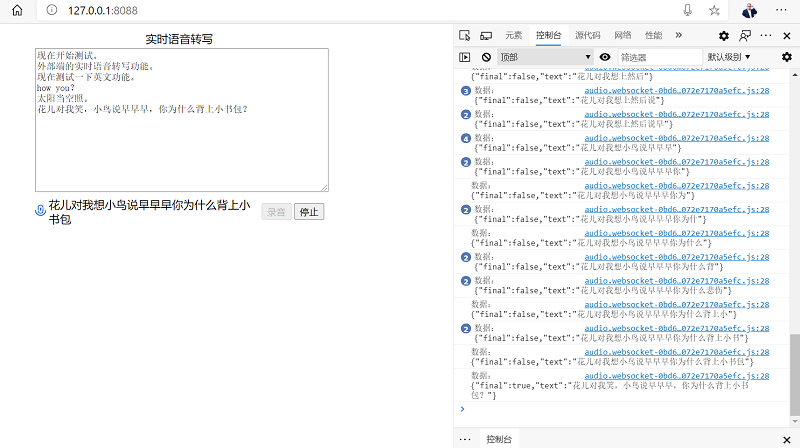 127.0.0.1:8088
实时语音转写
现在开始测试。
外部端的实时语音转写功能。
现在测试一下英文功能。
how you?
太阳当空照。
花儿对我笑，小鸟说早早早，你为什么背上小书包？
花儿对我想小鸟说早早早你为什么背上小
书包
录音 停止
元素 控制台 源代码 网络 性能 »
顶部 筛选器 默认级别
{"final":false,"text":"花儿对我想上然后"}
3 数据: audio.websocket-0bd6…072e7170a5efc.js:28
{"final":false,"text":"花儿对我想上然后说"}
2 数据: audio.websocket-0bd6…072e7170a5efc.js:28
{"final":false,"text":"花儿对我想上然后说早"}
4 数据: audio.websocket-0bd6…072e7170a5efc.js:28
{"final":false,"text":"花儿对我想小鸟说早早早"}
2 数据: audio.websocket-0bd6…072e7170a5efc.js:28
{"final":false,"text":"花儿对我想小鸟说早早早你"}
数据: audio.websocket-0bd6…072e7170a5efc.js:28
{"final":false,"text":"花儿对我想小鸟说早早早你为"}
2 数据: audio.websocket-0bd6…072e7170a5efc.js:28
{"final":false,"text":"花儿对我想小鸟说早早早你为什"}
数据: audio.websocket-0bd6…072e7170a5efc.js:28
{"final":false,"text":"花儿对我想小鸟说早早早你为什么"}
2 数据: audio.websocket-0bd6…072e7170a5efc.js:28
{"final":false,"text":"花儿对我想小鸟说早早早你为什么背"}
2 数据: audio.websocket-0bd6…072e7170a5efc.js:28
{"final":false,"text":"花儿对我想小鸟说早早早你为什么悲伤"}
数据: audio.websocket-0bd6…072e7170a5efc.js:28
{"final":false,"text":"花儿对我想小鸟说早早早你为什么背上小"}
2 数据: audio.websocket-0bd6…072e7170a5efc.js:28
{"final":false,"text":"花儿对我想小鸟说早早早你为什么背上小书"}
数据: audio.websocket-0bd6…072e7170a5efc.js:28
{"final":false,"text":"花儿对我想小鸟说早早早你为什么背上小书包"}
数据: audio.websocket-0bd6…072e7170a5efc.js:28
{"final":true,"text":"花儿对我笑，小鸟说早早早，你为什么背上小书
包？"}
控制台